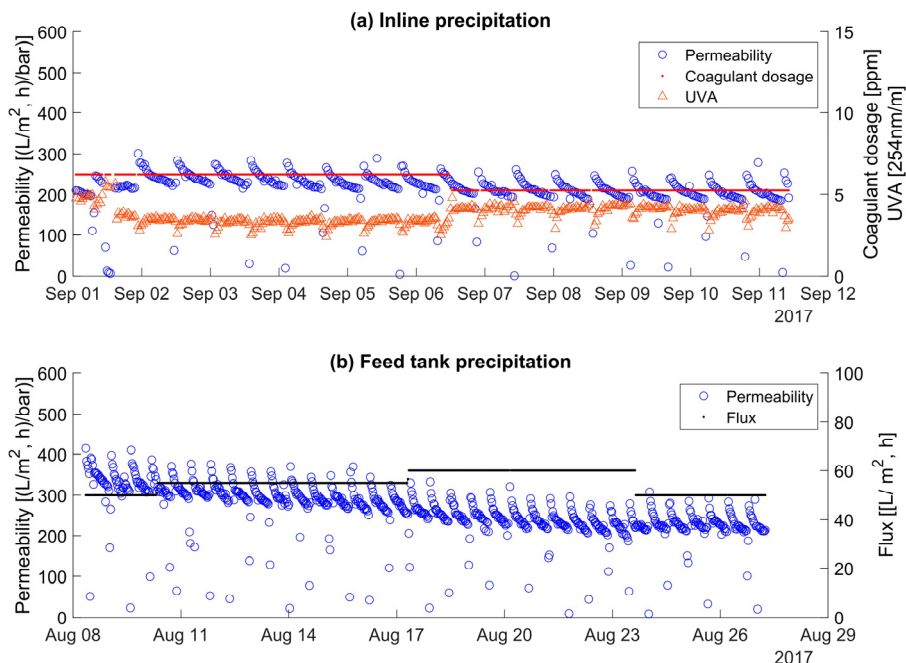 (a) Inline precipitation
600
500
400
300
200
100
0
Permeability [(L/m², h)/bar)]
15
10
5
0
Coagulant dosage [ppm]
UVA [254nm/m]
Permeability
Coagulant dosage
UVA
Sep 01 Sep 02 Sep 03 Sep 04 Sep 05 Sep 06 Sep 07 Sep 08 Sep 09 Sep 10 Sep 11 Sep 12
2017
(b) Feed tank precipitation
600
500
400
300
200
100
0
Permeability [(L/m², h)/bar)]
100
80
60
40
20
0
Flux [[L/ m², h]
Permeability
Flux
Aug 08 Aug 11 Aug 14 Aug 17 Aug 20 Aug 23 Aug 26 Aug 29
2017